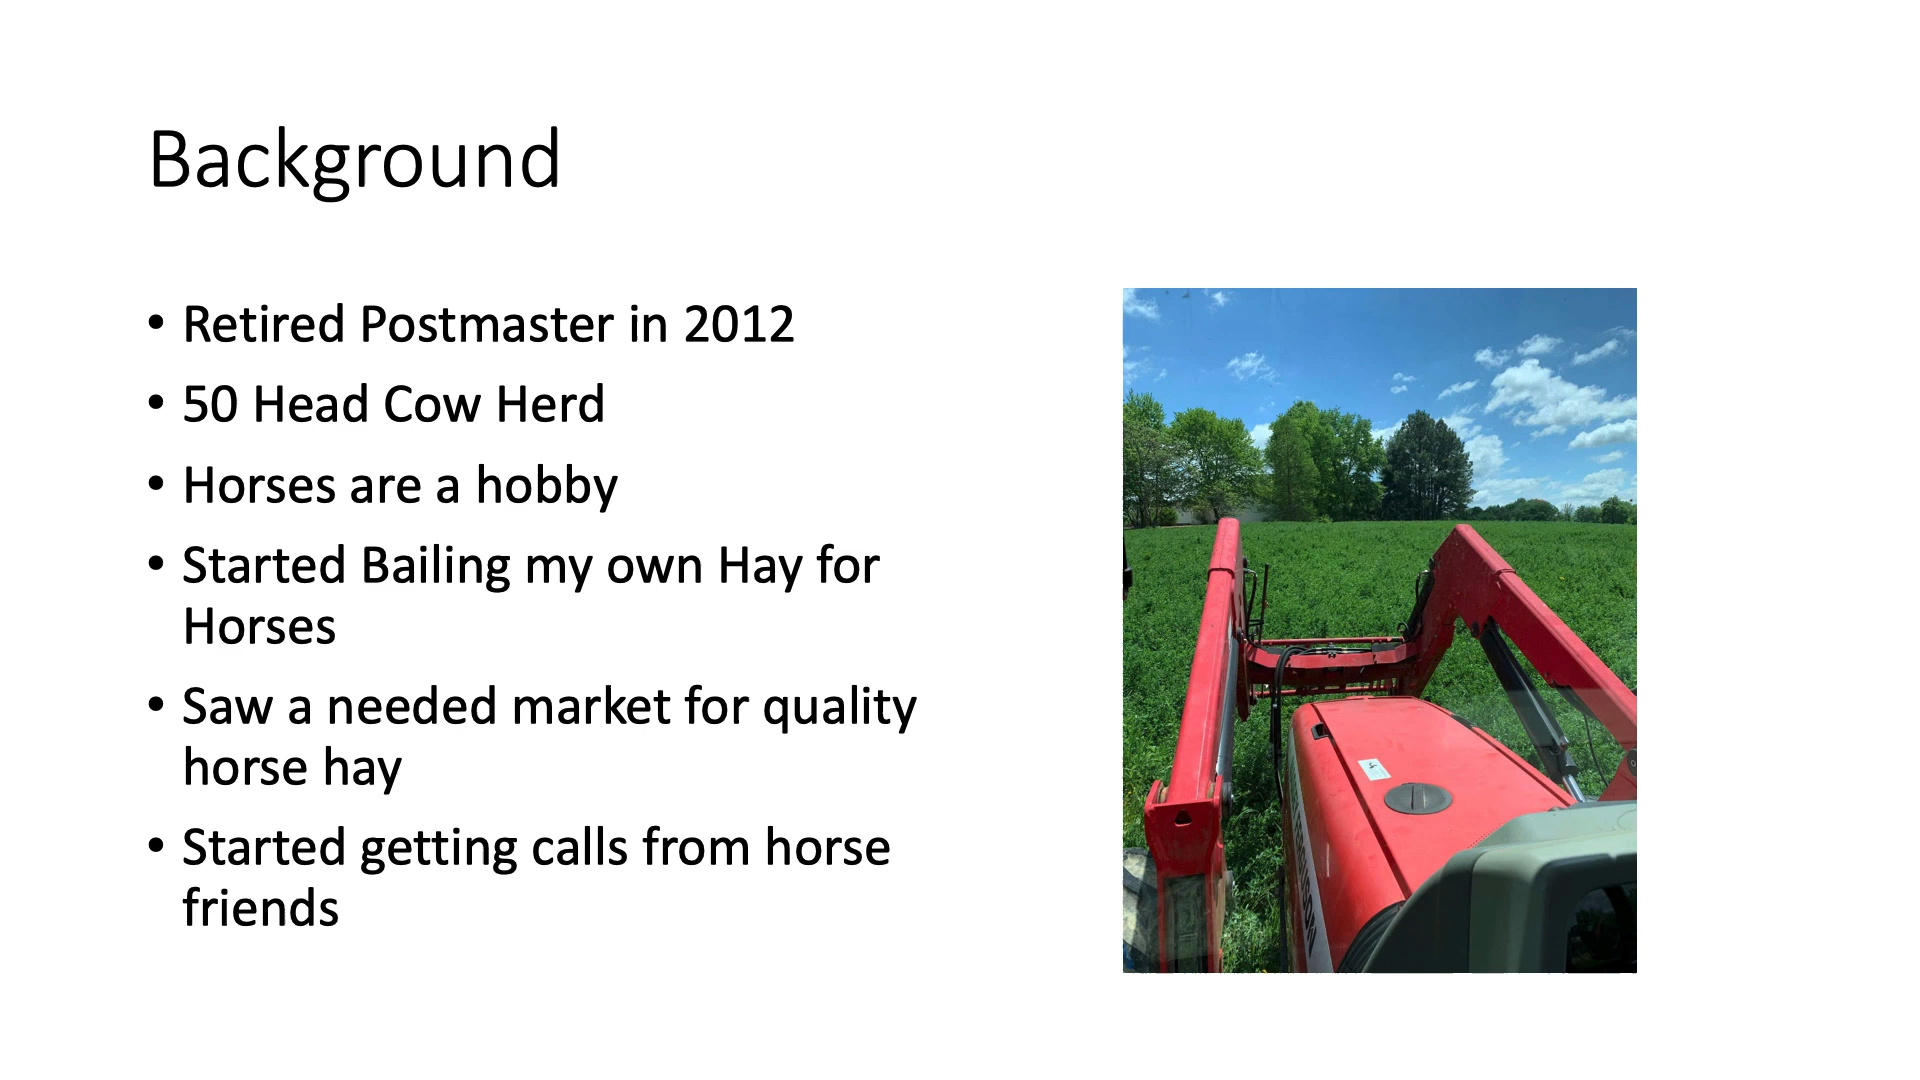 Background
• Retired Postmaster in 2012
• 50 Head Cow Herd
• Horses are a hobby
• Started Bailing my own Hay for
Horses
• Saw a needed market for quality
horse hay
• Started getting calls from horse
friends